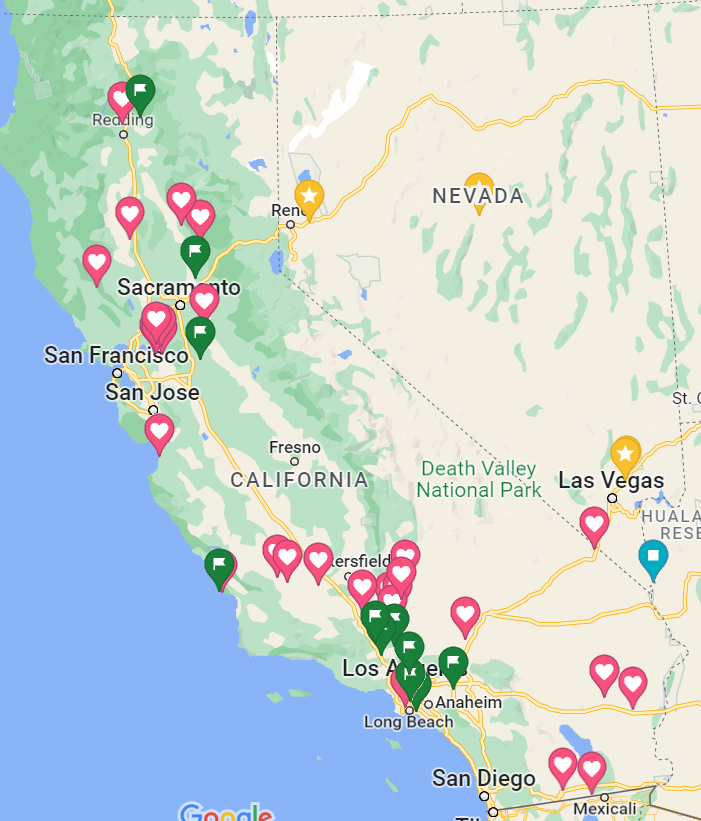 Redding
Reno
NEVADA
Sacramento
San Francisco
San Jose
St.
Fresno
CALIFORNIA
Death Valley
National Park
Las Vegas
HUALA
RESE
kersfield
Los Angeles
Anaheim
Long Beach
San Diego
Mexicali
Google